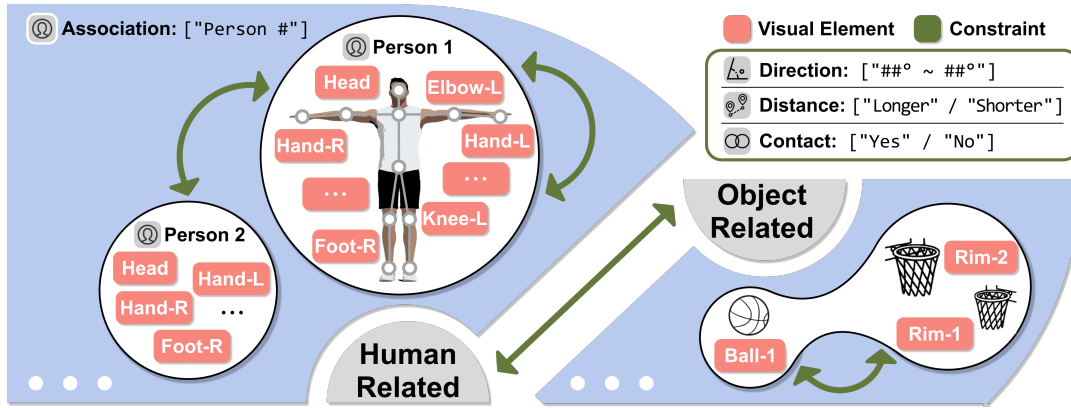 Association: ["Person #"]
Person 1
Head
Elbow-L
Hand-R
Hand-L
...
...
Knee-L
Foot-R
Person 2
Head
Hand-L
Hand-R
...
Foot-R
Human
Related
Visual Element
Constraint
Direction: ["##° ~ ##°"]
Distance: ["Longer" / "Shorter"]
Contact: ["Yes" / "No"]
Object
Related
Rim-2
Rim-1
Ball-1